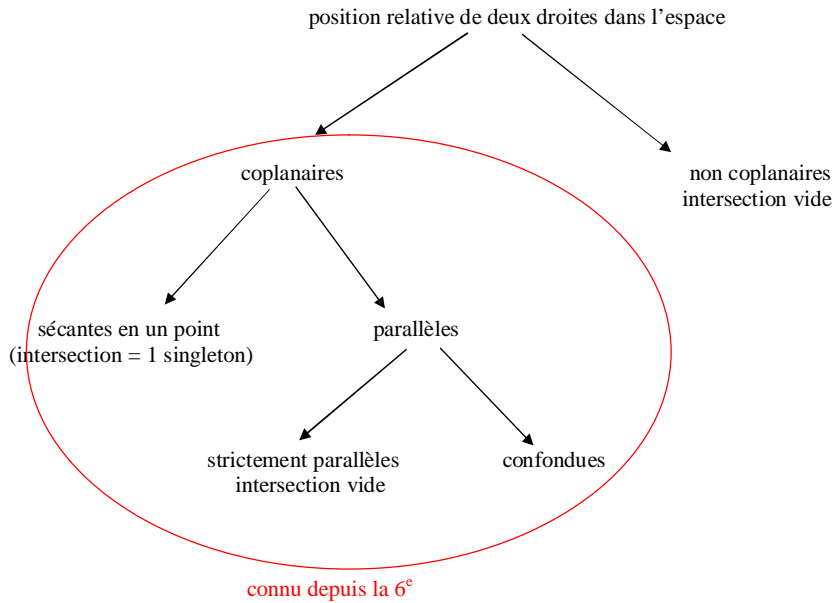 position relative de deux droites dans l’espace
coplanaires
non coplanaires
intersection vide
sécantes en un point
(intersection = 1 singleton)
parallèles
strictement parallèles
intersection vide
confondues
connu depuis la 6e